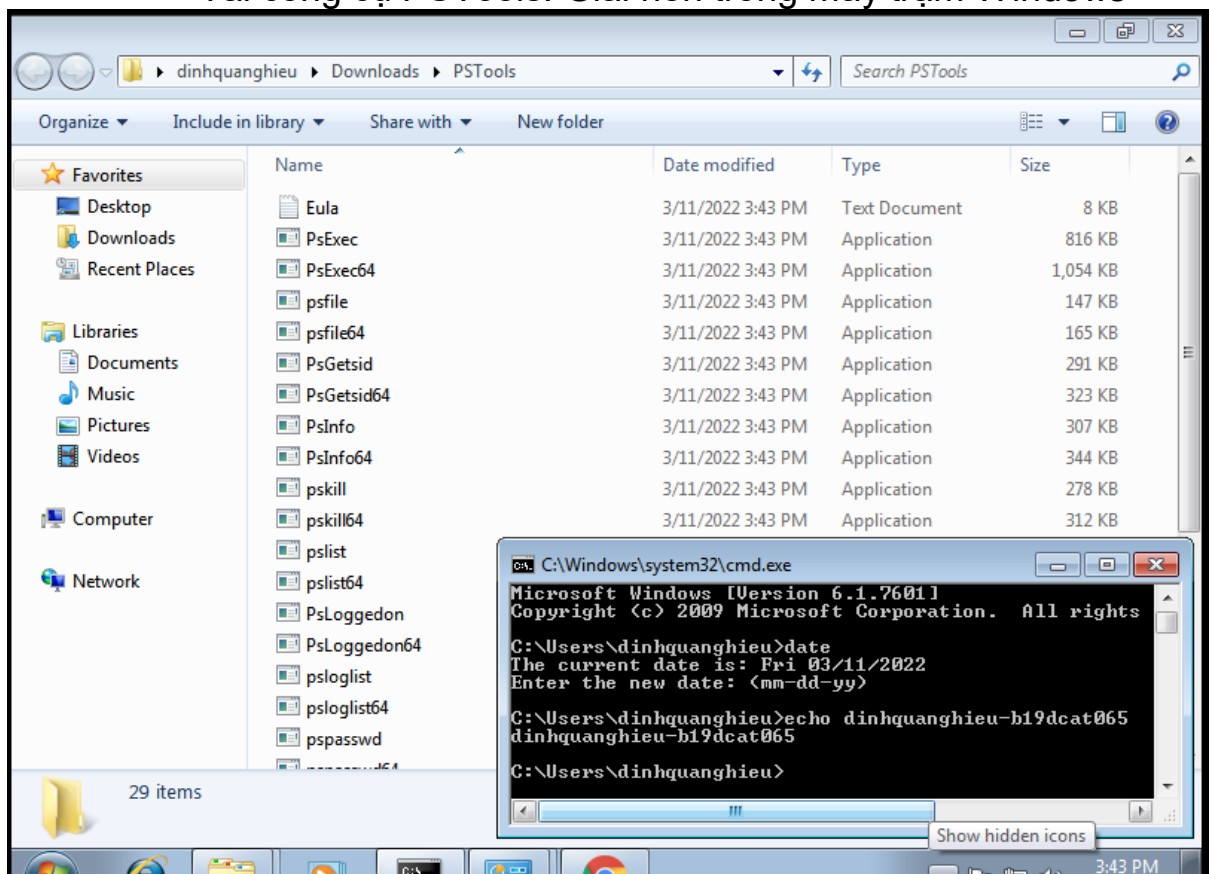 Tải công cụ PSTools. Giải nén trong máy trạm Windows
dinhquanghieu Downloads PSTools Search PSTools
Organize Include in library Share with New folder
Name Date modified Type Size
Favorites
Desktop
Downloads
Recent Places
Libraries
Documents
Music
Pictures
Videos
Computer
Network
Eula 3/11/2022 3:43 PM Text Document 8 KB
PsExec 3/11/2022 3:43 PM Application 816 KB
PsExec64 3/11/2022 3:43 PM Application 1,054 KB
psfile 3/11/2022 3:43 PM Application 147 KB
psfile64 3/11/2022 3:43 PM Application 165 KB
PsGetsid 3/11/2022 3:43 PM Application 291 KB
PsGetsid64 3/11/2022 3:43 PM Application 323 KB
PsInfo 3/11/2022 3:43 PM Application 307 KB
PsInfo64 3/11/2022 3:43 PM Application 344 KB
pskill 3/11/2022 3:43 PM Application 278 KB
pskill64 3/11/2022 3:43 PM Application 312 KB
pslist
pslist64
PsLoggedon
PsLoggedon64
psloglist
psloglist64
pspasswd
C:\Windows\system32\cmd.exe
Microsoft Windows [Version 6.1.7601]
Copyright (c) 2009 Microsoft Corporation. All rights
C:\Users\dinhquanghieu>date
The current date is: Fri 03/11/2022
Enter the new date: (mm-dd-yy)
C:\Users\dinhquanghieu>echo dinhquanghieu-b19dcat065
dinhquanghieu-b19dcat065
C:\Users\dinhquanghieu>
29 items
Show hidden icons
3:43 PM